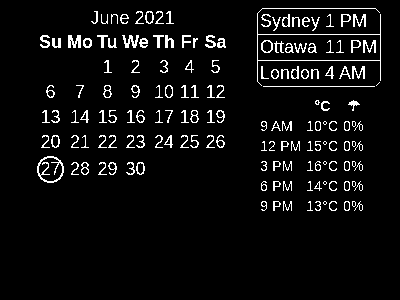 June 2021
Su Mo Tu We Th Fr Sa
1 2 3 4 5
6 7 8 9 10 11 12
13 14 15 16 17 18 19
20 21 22 23 24 25 26
27 28 29 30
Sydney 1 PM
Ottawa 11 PM
London 4 AM
°C
9 AM 10°C 0%
12 PM 15°C 0%
3 PM 16°C 0%
6 PM 14°C 0%
9 PM 13°C 0%